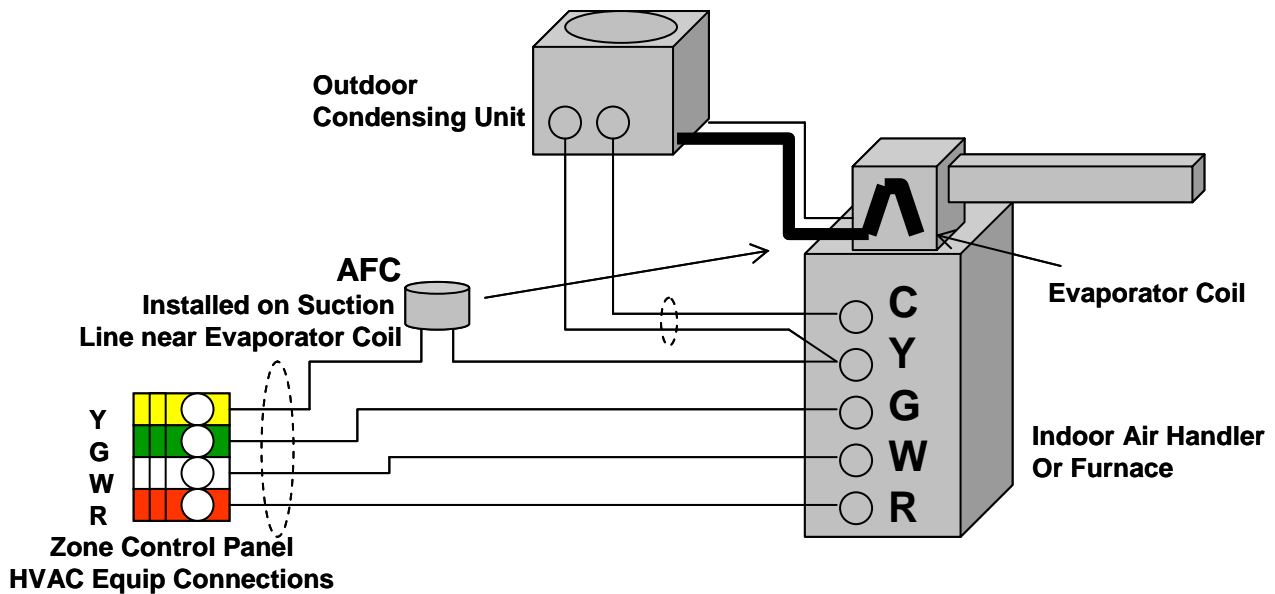 Outdoor
Condensing Unit
AFC
Installed on Suction
Line near Evaporator Coil
Evaporator Coil
C
Y
G
W
R
Indoor Air Handler
Or Furnace
Y
G
W
R
Zone Control Panel
HVAC Equip Connections